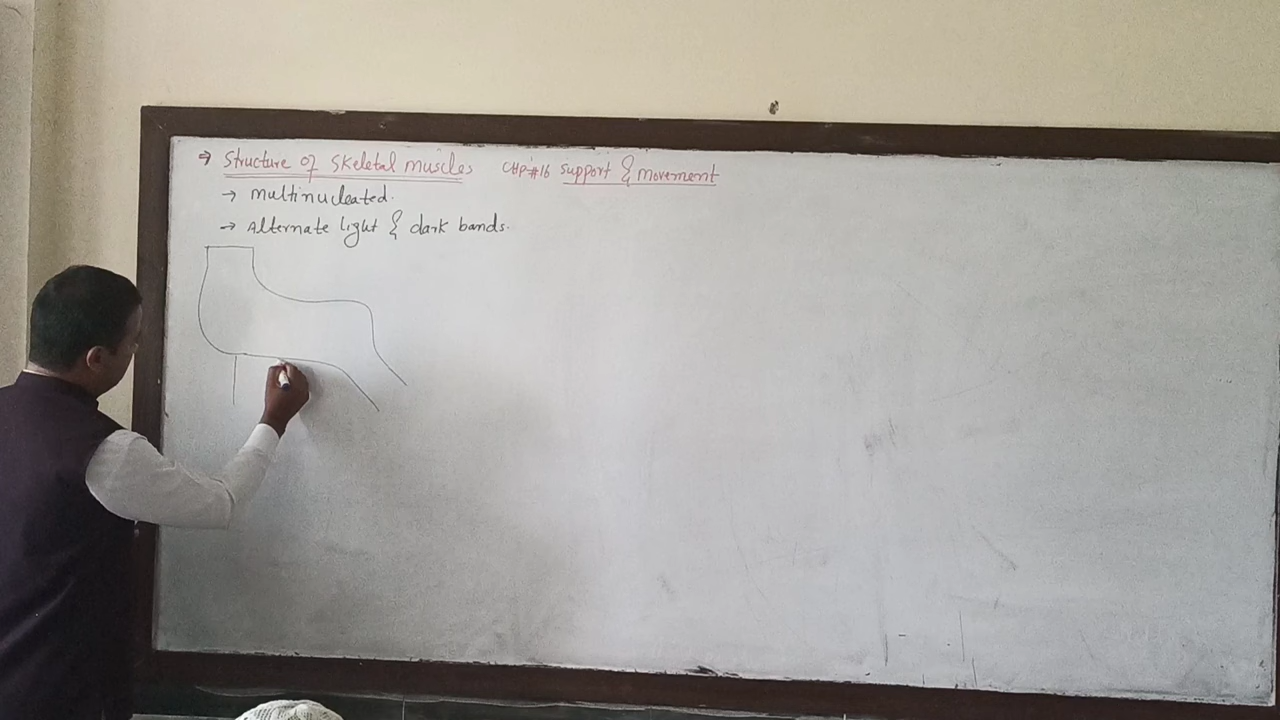 → Structure of Skeletal muscles CHP#16 Support & movement
→ Multinucleated.
→ Alternate light & dark bands.